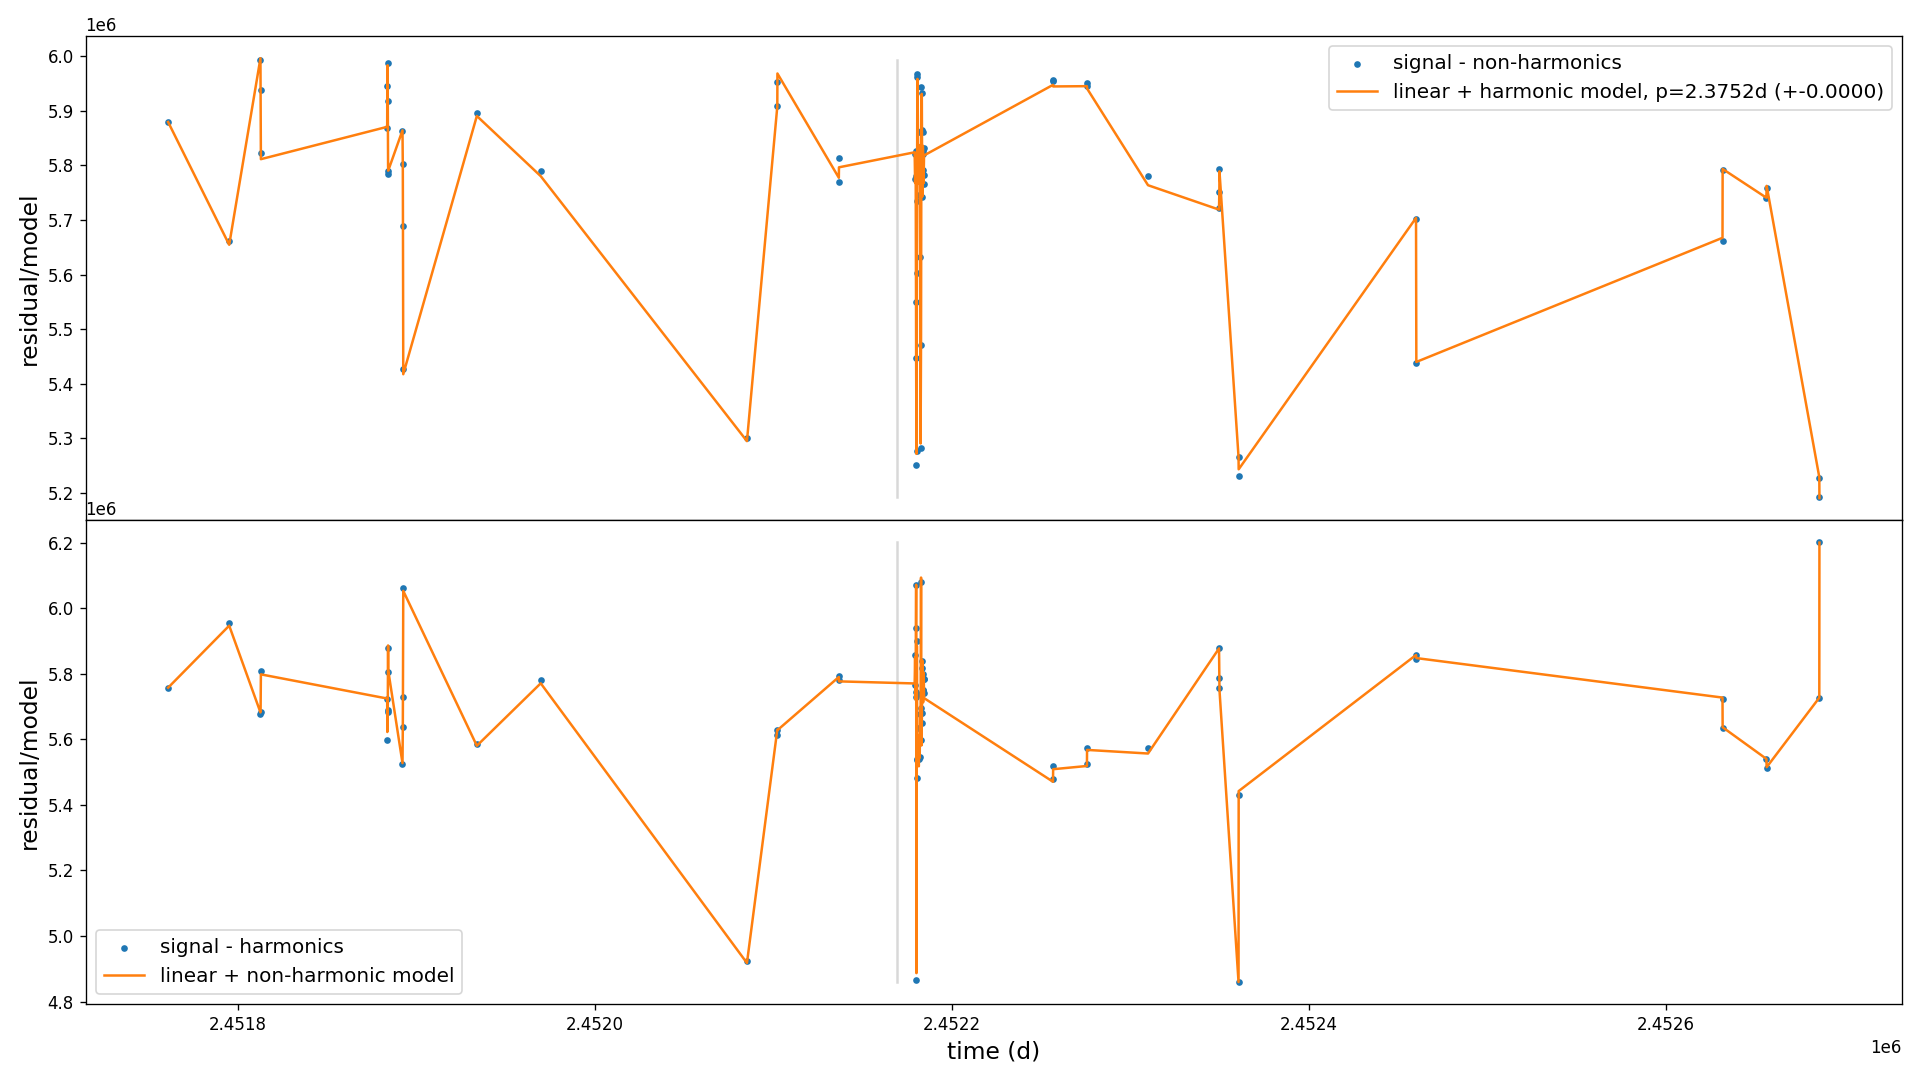 1e6
6.0
5.9
5.8
5.7
5.6
5.5
5.4
5.3
5.2
residual/model
signal - non-harmonics
linear + harmonic model, p=2.3752d (+-0.0000)
1e6
6.2
6.0
5.8
5.6
5.4
5.2
5.0
4.8
residual/model
signal - harmonics
linear + non-harmonic model
2.4518 2.4520 2.4522 2.4524 2.4526
time (d)
1e6